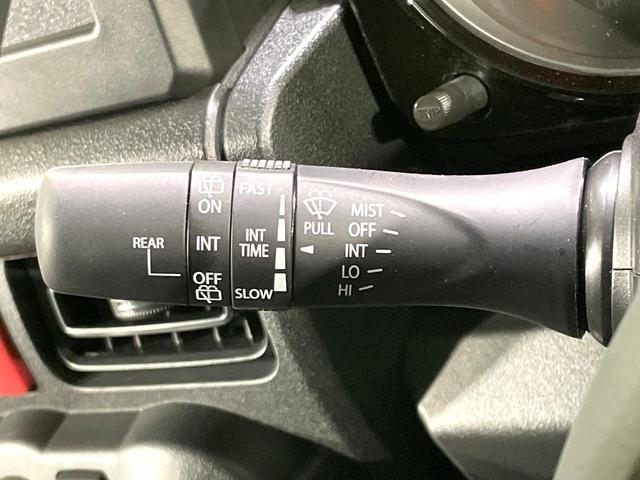 REAR
ON
INT
OFF
FAST
INT
TIME
SLOW
PULL
MIST
OFF
INT
LO
HI